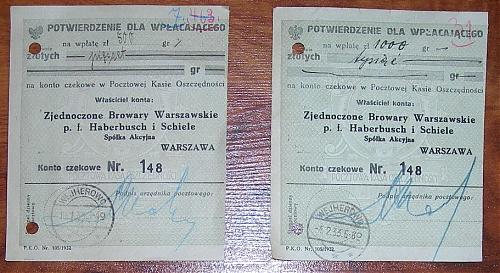 7. 463.
POTWIERDZENIE DLA WPŁACAJĄCEGO
na wpłatę zł 500 gr
złotych pięćset
gr
na konto czekowe w Pocztowej Kasie Oszczędności
Właściciel konta:
Zjednoczone Browary Warszawskie
p. f. Haberbusch i Schiele
Spółka Akcyjna
WARSZAWA
Konto czekowe Nr. 148
Podpis urzędnika pocztowego:
WEJHEROWO
P.K.O. Nr. 105/1932
POTWIERDZENIE DLA WPŁACAJĄCEGO
na wpłatę zł 1000 gr
złotych tysiąc
gr
na konto czekowe w Pocztowej Kasie Oszczędności
Właściciel konta:
Zjednoczone Browary Warszawskie
p. f. Haberbusch i Schiele
Spółka Akcyjna
WARSZAWA
Konto czekowe Nr. 148
Podpis urzędnika pocztowego:
WEJHEROWO
P.K.O. Nr. 105/1932